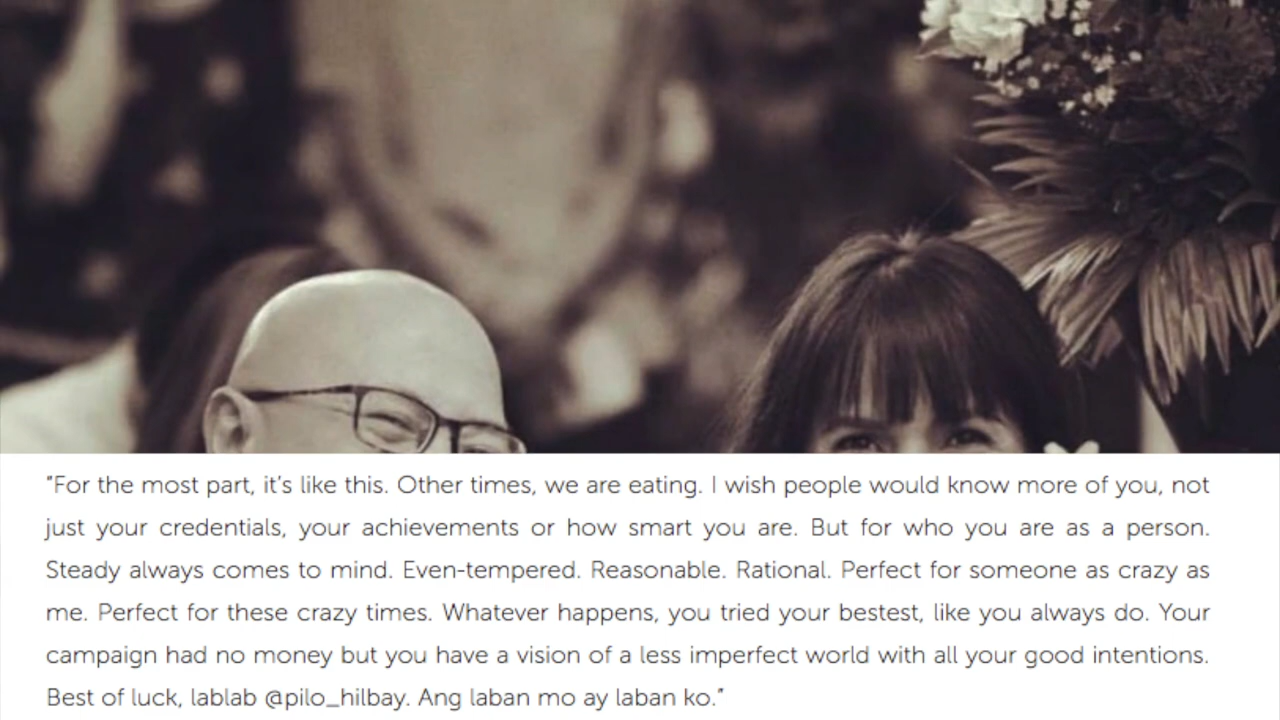 "For the most part, it's like this. Other times, we are eating. I wish people would know more of you, not
just your credentials, your achievements or how smart you are. But for who you are as a person.
Steady always comes to mind. Even-tempered. Reasonable. Rational. Perfect for someone as crazy as
me. Perfect for these crazy times. Whatever happens, you tried your bestest, like you always do. Your
campaign had no money but you have a vision of a less imperfect world with all your good intentions.
Best of luck, lablab @pilo_hilbay. Ang laban mo ay laban ko."